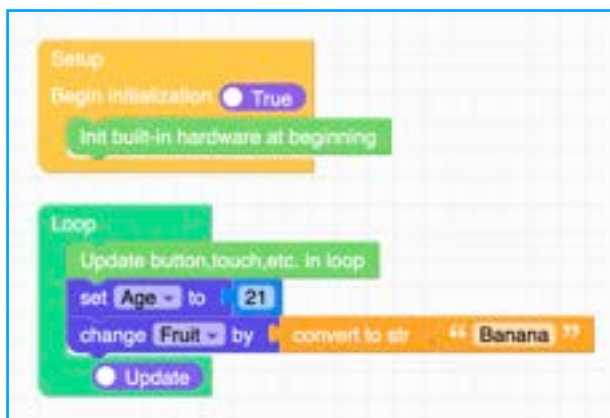 Setup
Begin initialization True
Init built-in hardware at beginning
Loop
Update button,touch,etc. in loop
set Age to 21
change Fruit by convert to str “ Banana ”
Update